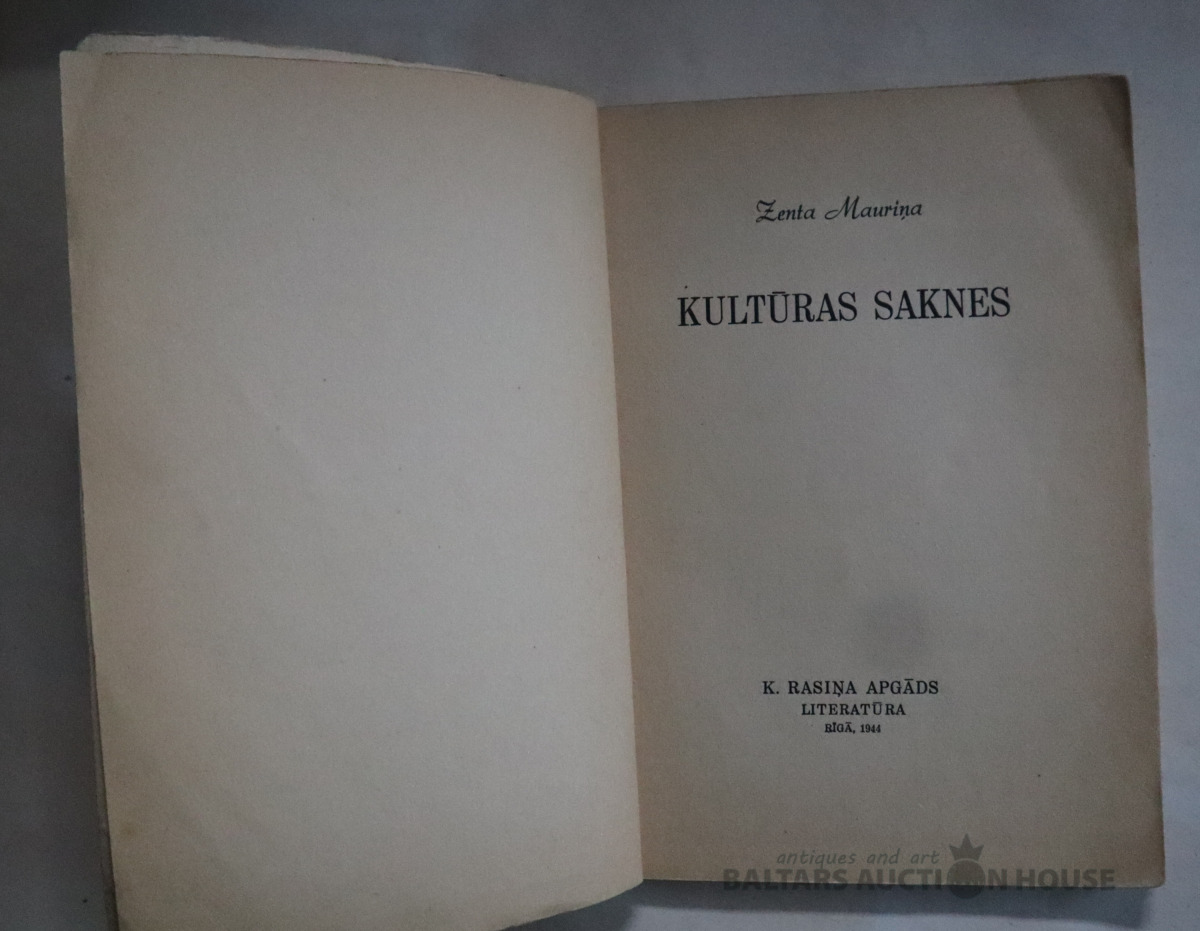 Zenta Mauriņa
KULTŪRAS SAKNES
K. RASIŅA APGĀDS
LITERATŪRA
RĪGĀ, 1944
antiques and art
BALTARS AUCTION HOUSE